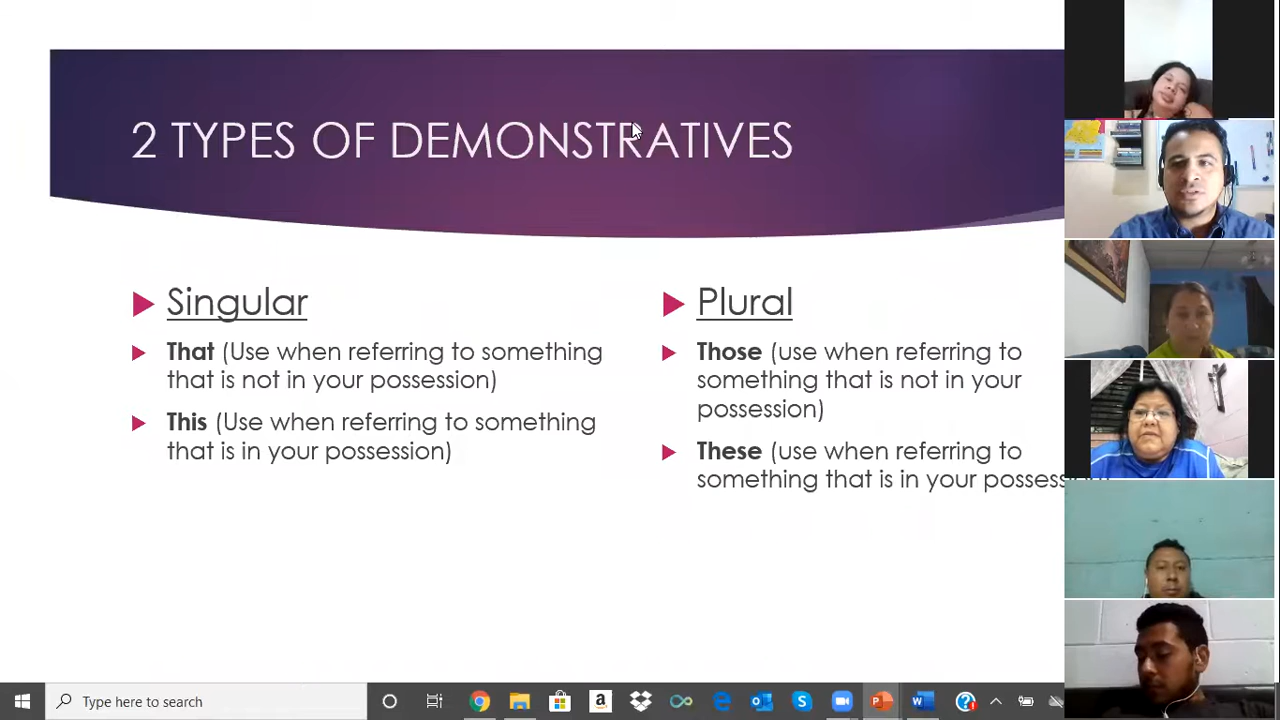 2 TYPES OF DEMONSTRATIVES
Singular
That (Use when referring to something
that is not in your possession)
This (Use when referring to something
that is in your possession)
Plural
Those (use when referring to
something that is not in your
possession)
These (use when referring to
something that is in your
Type here to search